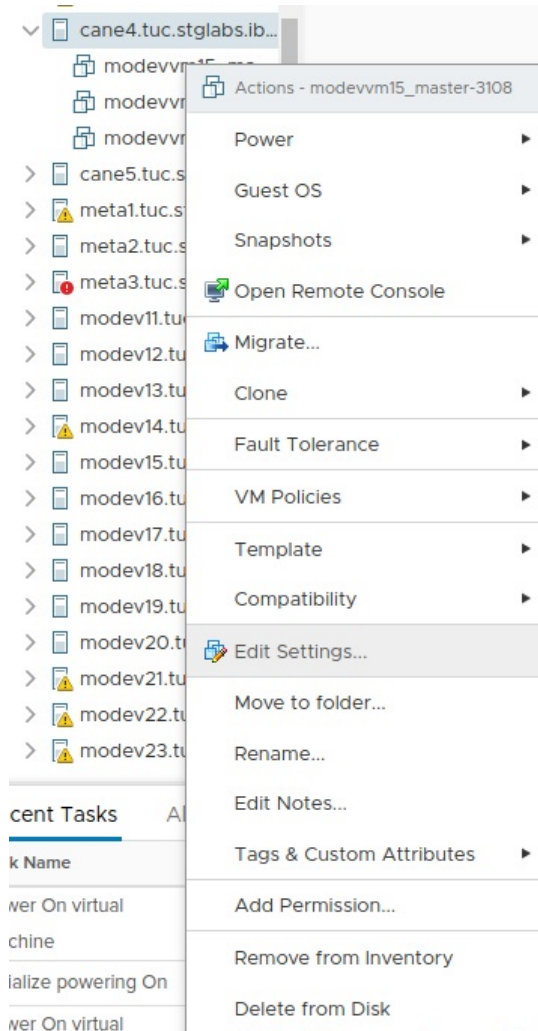 cane4.tuc.stglabs.ib...
modevvm15_ma
modevvr
modevvr
cane5.tuc.s
meta1.tuc.s
meta2.tuc.s
meta3.tuc.s
modev11.tu
modev12.tu
modev13.tu
modev14.tu
modev15.tu
modev16.tu
modev17.tu
modev18.tu
modev19.tu
modev20.t
modev21.tu
modev22.tu
modev23.tu
Actions - modevvm15_master-3108
Power
Guest OS
Snapshots
Open Remote Console
Migrate...
Clone
Fault Tolerance
VM Policies
Template
Compatibility
Edit Settings...
Move to folder...
Rename...
Edit Notes...
Tags & Custom Attributes
Add Permission...
Remove from Inventory
Delete from Disk
cent Tasks Al
k Name
wer On virtual
chine
ialize powering On
wer On virtual